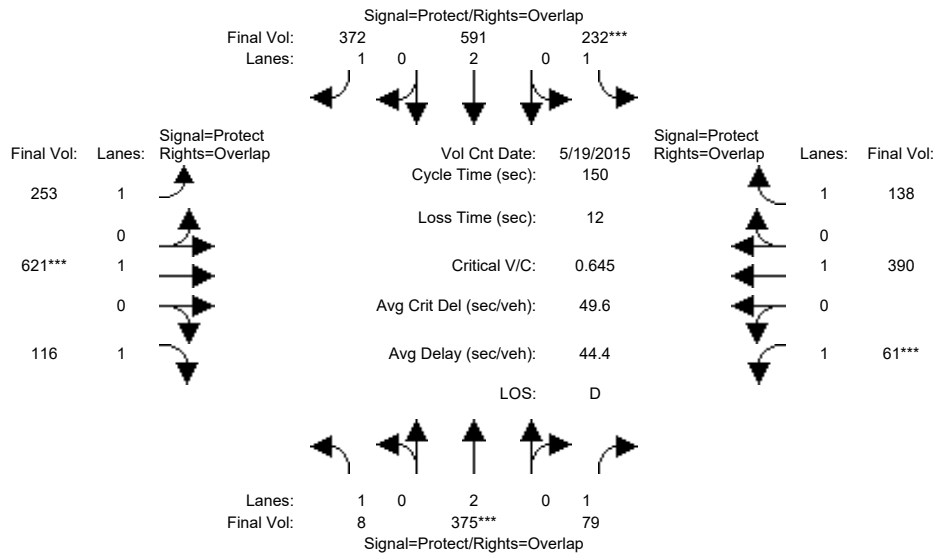 Signal=Protect/Rights=Overlap
Final Vol: 372 591 232***
Lanes: 1 0 2 0 1
Signal=Protect
Final Vol: Lanes: Rights=Overlap
Vol Cnt Date: 5/19/2015
Signal=Protect
Rights=Overlap Lanes: Final Vol:
Cycle Time (sec): 150
253 1
1 138
Loss Time (sec): 12
0
0
621*** 1
Critical V/C: 0.645
1 390
0
Avg Crit Del (sec/veh): 49.6
0
116 1
Avg Delay (sec/veh): 44.4
1 61***
LOS: D
Lanes: 1 0 2 0 1
Final Vol: 8 375*** 79
Signal=Protect/Rights=Overlap